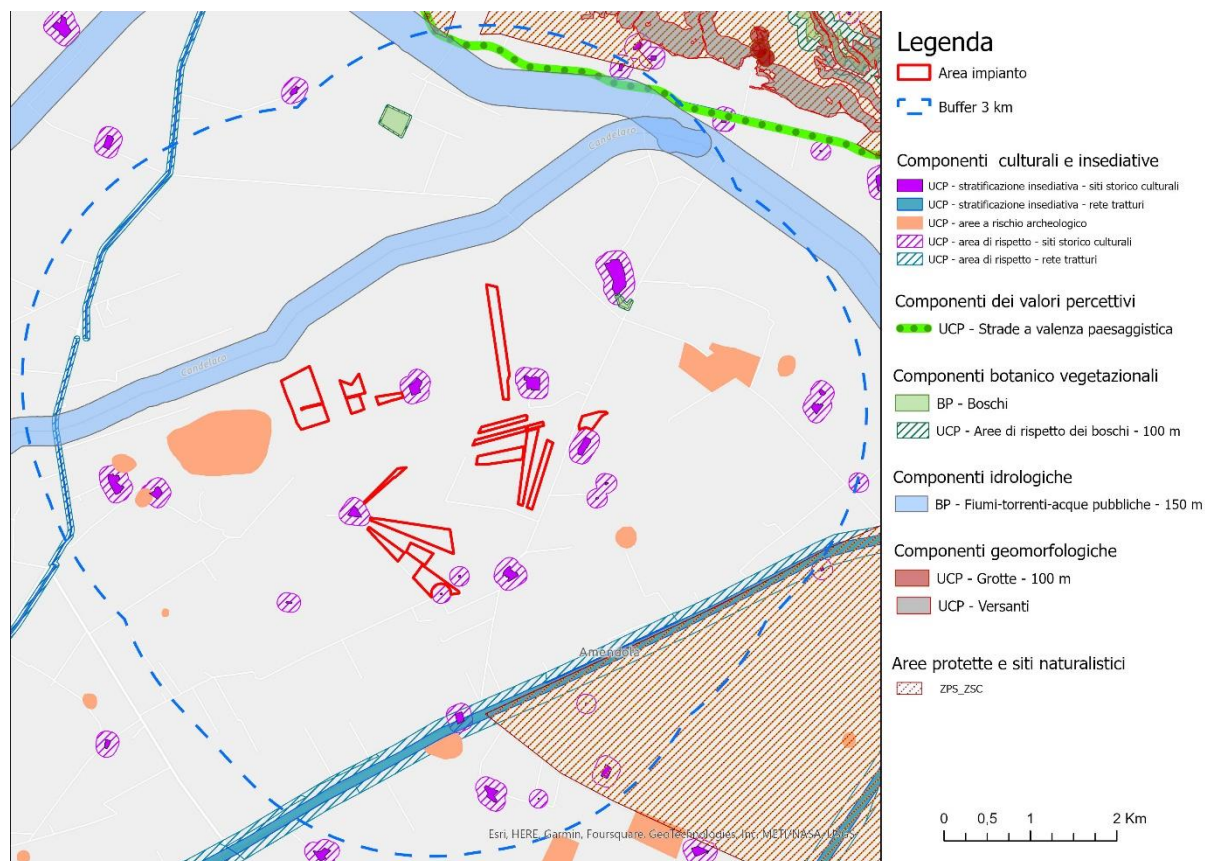 Legenda
Area impianto
Buffer 3 km
Componenti culturali e insediative
UCP - stratificazione insediativa - siti storico culturali
UCP - stratificazione insediativa - rete tratturi
UCP - aree a rischio archeologico
UCP - area di rispetto - siti storico culturali
UCP - area di rispetto - rete tratturi
Componenti dei valori percettivi
UCP - Strade a valenza paesaggistica
Componenti botanico vegetazionali
BP - Boschi
UCP - Aree di rispetto dei boschi - 100 m
Componenti idrologiche
BP - Fiumi-torrenti-acque pubbliche - 150 m
Componenti geomorfologiche
UCP - Grotte - 100 m
UCP - Versanti
Aree protette e siti naturalistici
ZPS_ZSC
0 0,5 1 2 Km
Candelaro
Candelaro
Amendola
Esri, HERE, Garmin, Foursquare, GeoTechnologies, Inc, METI/NASA, USGS